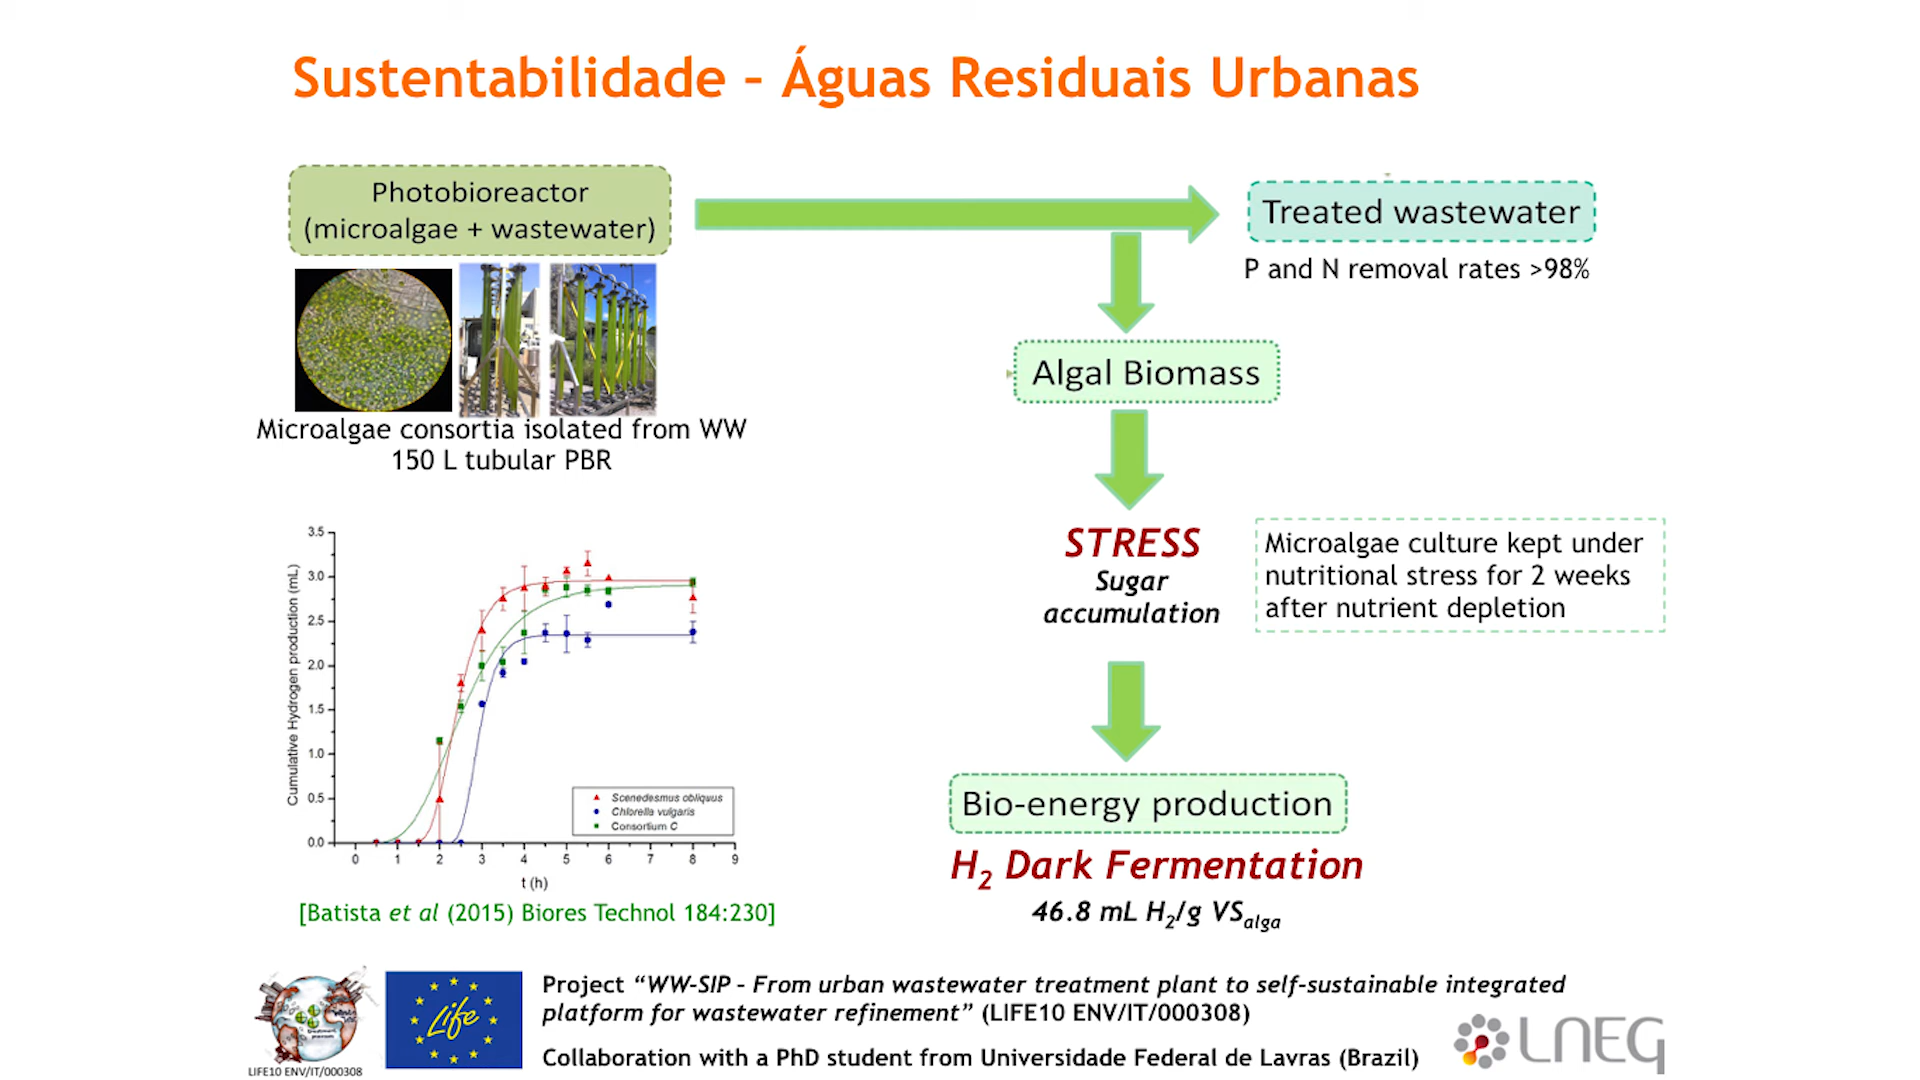 Sustentabilidade – Águas Residuais Urbanas
Photobioreactor
(microalgae + wastewater)
Treated wastewater
P and N removal rates >98%
Algal Biomass
Microalgae consortia isolated from WW
150 L tubular PBR
STRESS
Sugar
accumulation
Microalgae culture kept under
nutritional stress for 2 weeks
after nutrient depletion
Bio-energy production
H2 Dark Fermentation
46.8 mL H2/g VSalga
Cumulative Hydrogen production (mL)
3.5
3.0
2.5
2.0
1.5
1.0
0.5
0.0
0 1 2 3 4 5 6 7 8 9
t (h)
Scenedesmus obliquus
Chlorella vulgaris
Consortium C
[Batista et al (2015) Biores Technol 184:230]
LIFE10 ENV/IT/000308
Life
Project “WW-SIP – From urban wastewater treatment plant to self-sustainable integrated
platform for wastewater refinement” (LIFE10 ENV/IT/000308)
Collaboration with a PhD student from Universidade Federal de Lavras (Brazil)
LNEG